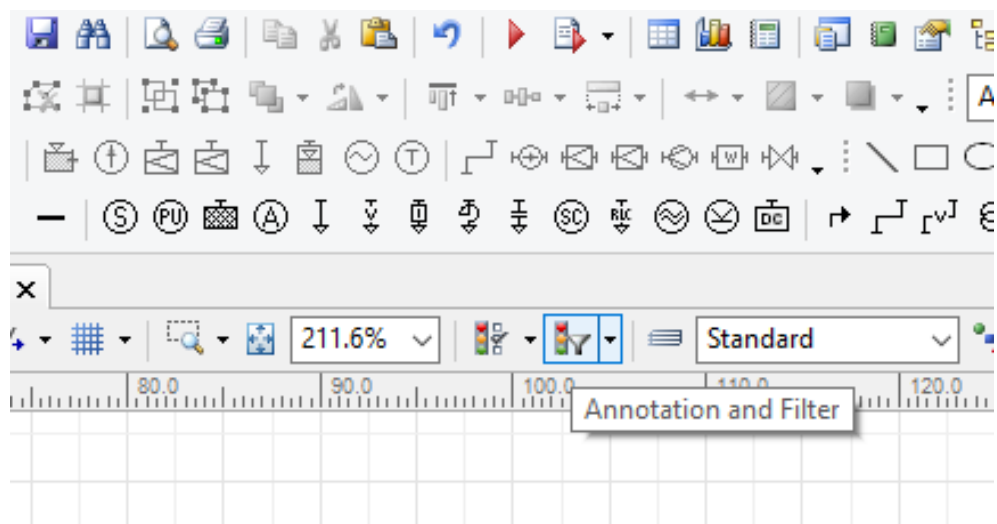 A
T
W
S PU A V SC RLC DC V
211.6% Standard
80.0 90.0 100.0 110.0 120.0
Annotation and Filter